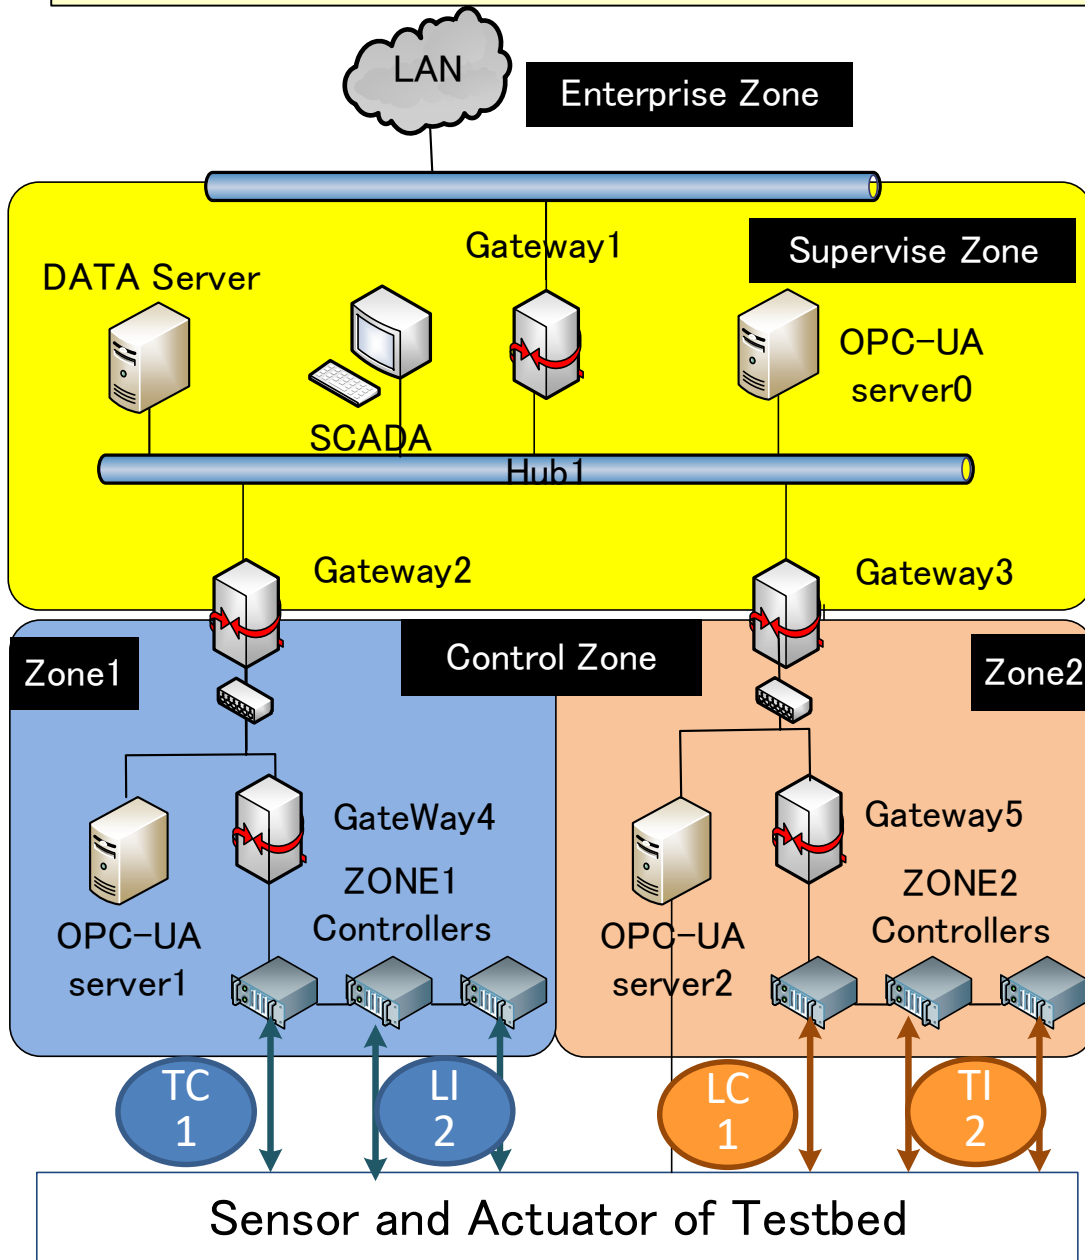 LAN
Enterprise Zone
Gateway1
Supervise Zone
DATA Server
OPC-UA
server0
SCADA
Hub1
Gateway2
Gateway3
Zone1
Control Zone
Zone2
GateWay4
Gateway5
ZONE1
Controllers
ZONE2
Controllers
OPC-UA
server1
OPC-UA
server2
TC
1
LI
2
LC
1
TI
2
Sensor and Actuator of Testbed